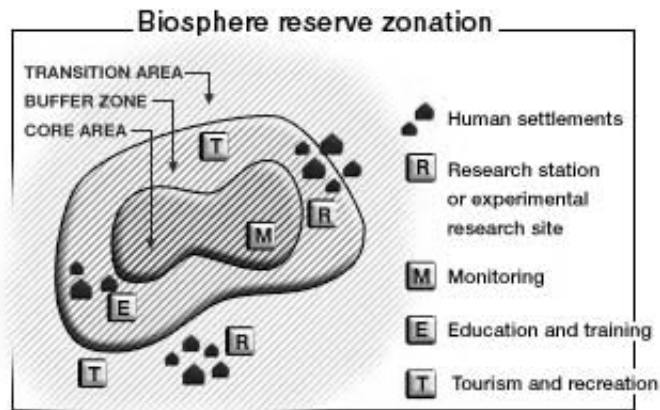 Biosphere reserve zonation
TRANSITION AREA
BUFFER ZONE
CORE AREA
T
R
M
E
R
T
Human settlements
R Research station
or experimental
research site
M Monitoring
E Education and training
T Tourism and recreation